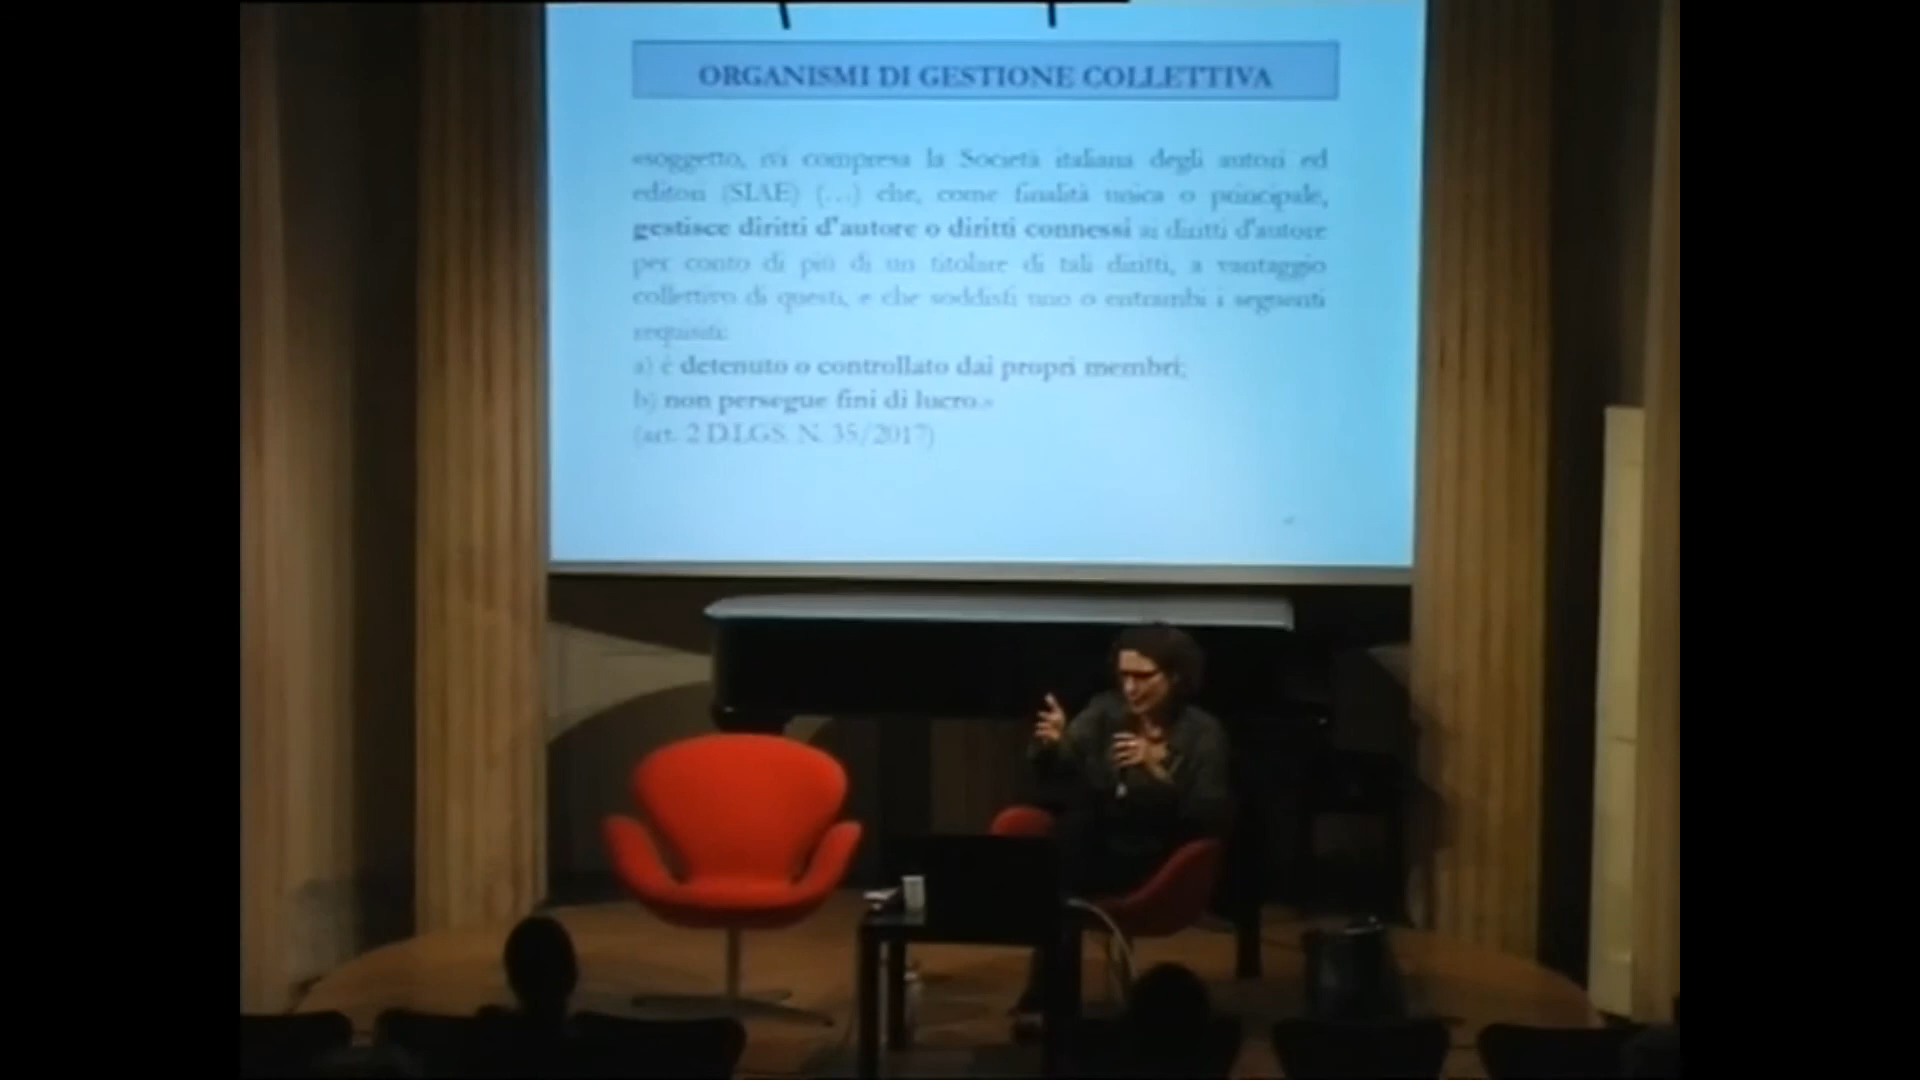 ORGANISMI DI GESTIONE COLLETTIVA
«soggetto, ivi compresa la Società italiana degli autori ed
editori (SIAE) (…) che, come finalità unica o principale,
gestisce diritti d'autore o diritti connessi ai diritti d'autore
per conto di più di un titolare di tali diritti, a vantaggio
collettivo di questi, e che soddisfi uno o entrambi i seguenti
requisiti:
a) è detenuto o controllato dai propri membri;
b) non persegue fini di lucro.»
(art. 2 D.LGS. N. 35/2017)